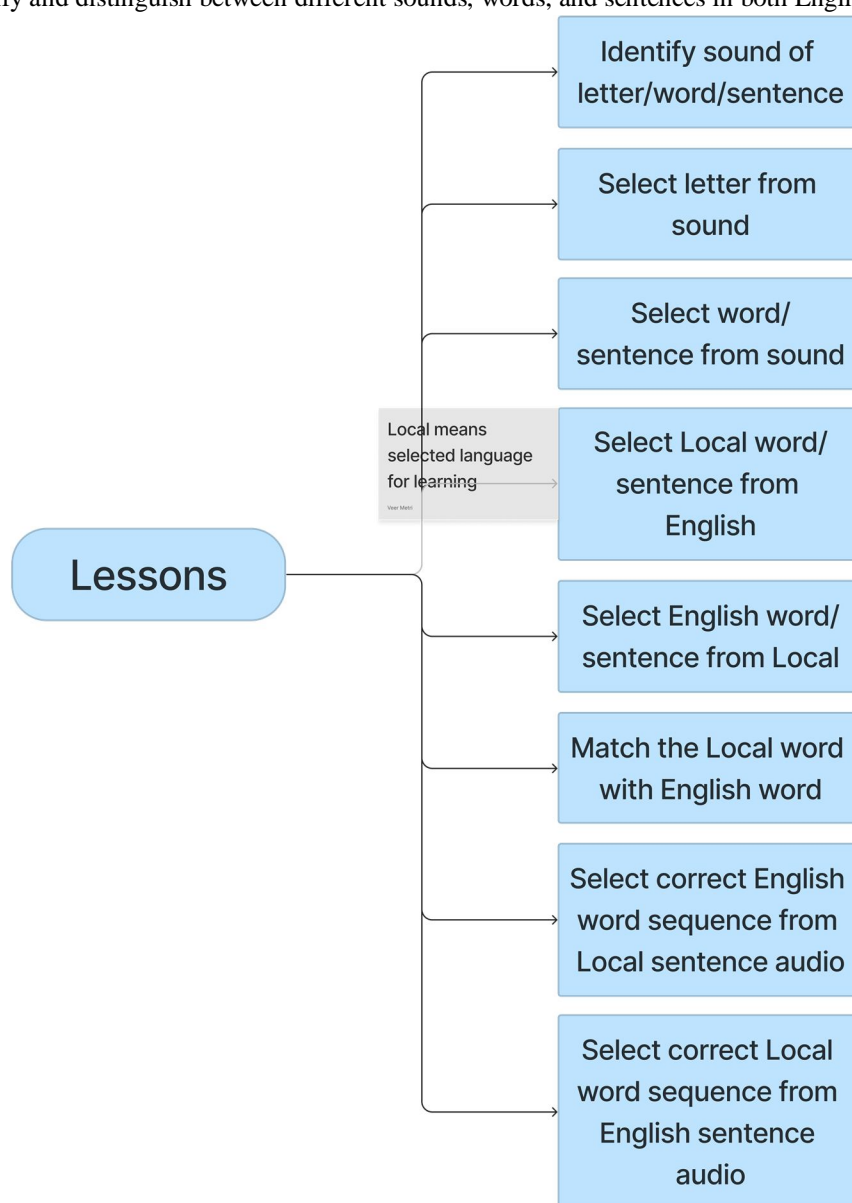 fy and distinguish between different sounds, words, and sentences in both Engli
Identify sound of
letter/word/sentence
Select letter from
sound
Select word/
sentence from sound
Local means
selected language
for learning
Veer Metri
Select Local word/
sentence from
English
Lessons
Select English word/
sentence from Local
Match the Local word
with English word
Select correct English
word sequence from
Local sentence audio
Select correct Local
word sequence from
English sentence
audio